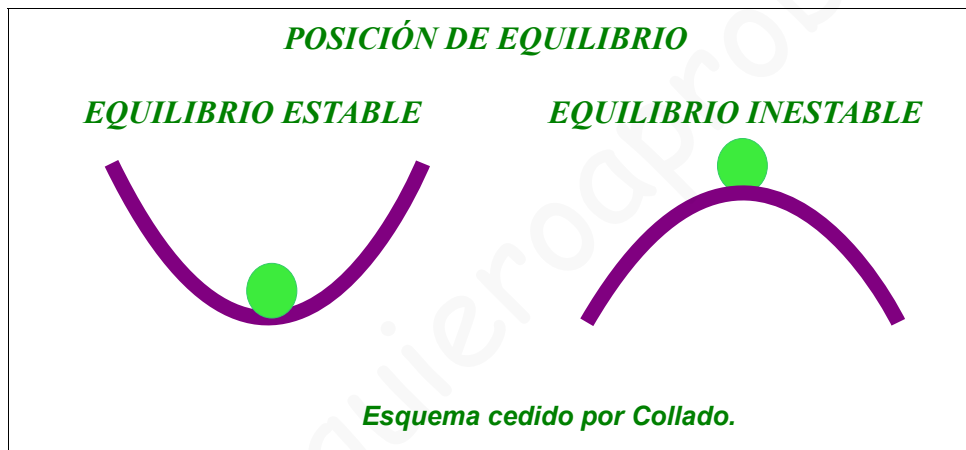 POSICIÓN DE EQUILIBRIO
EQUILIBRIO ESTABLE
EQUILIBRIO INESTABLE
Esquema cedido por Collado.